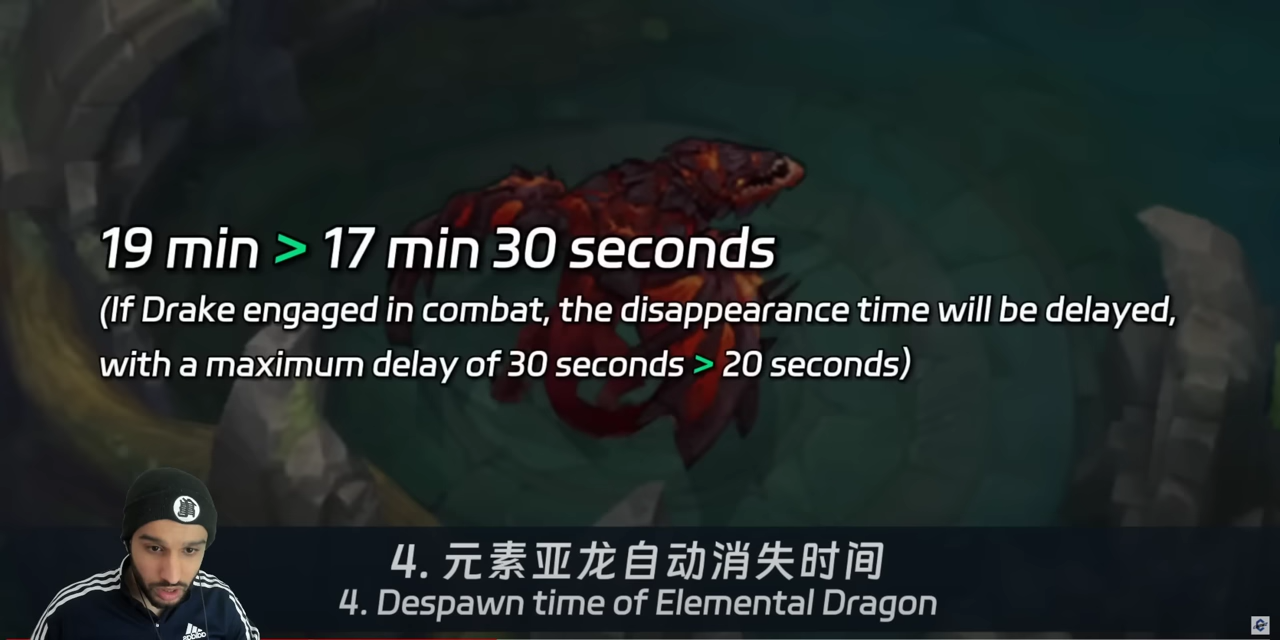 19 min > 17 min 30 seconds
(If Drake engaged in combat, the disappearance time will be delayed,
with a maximum delay of 30 seconds > 20 seconds)
4. 元素亚龙自动消失时间
4. Despawn time of Elemental Dragon
adidas